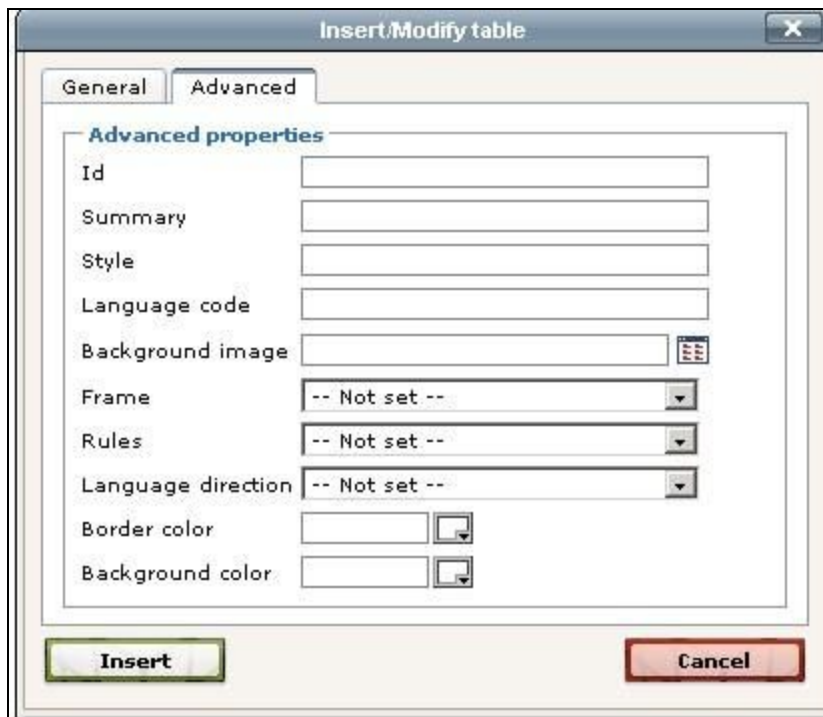 Insert/Modify table
General Advanced
Advanced properties
Id
Summary
Style
Language code
Background image
Frame -- Not set --
Rules -- Not set --
Language direction -- Not set --
Border color
Background color
Insert Cancel